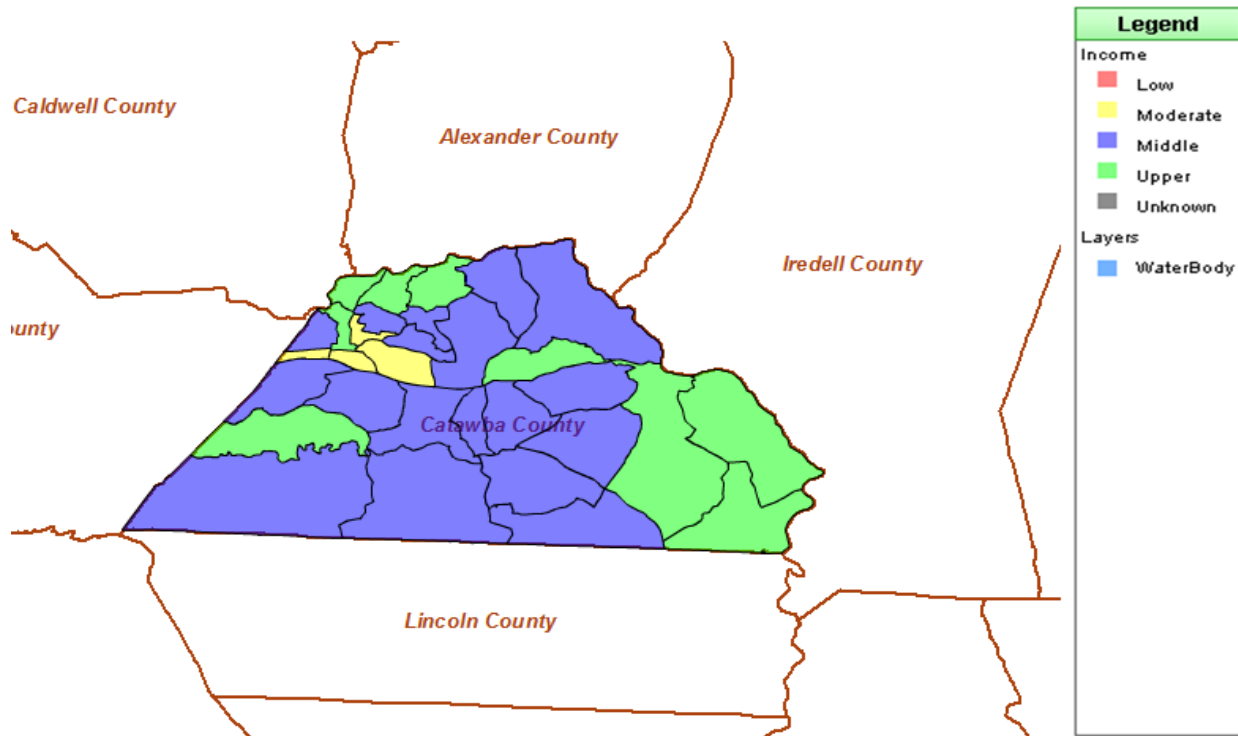 Legend
Income
Low
Moderate
Middle
Upper
Unknown
Layers
WaterBody
Caldwell County
Alexander County
Iredell County
ounty
Catawba County
Lincoln County